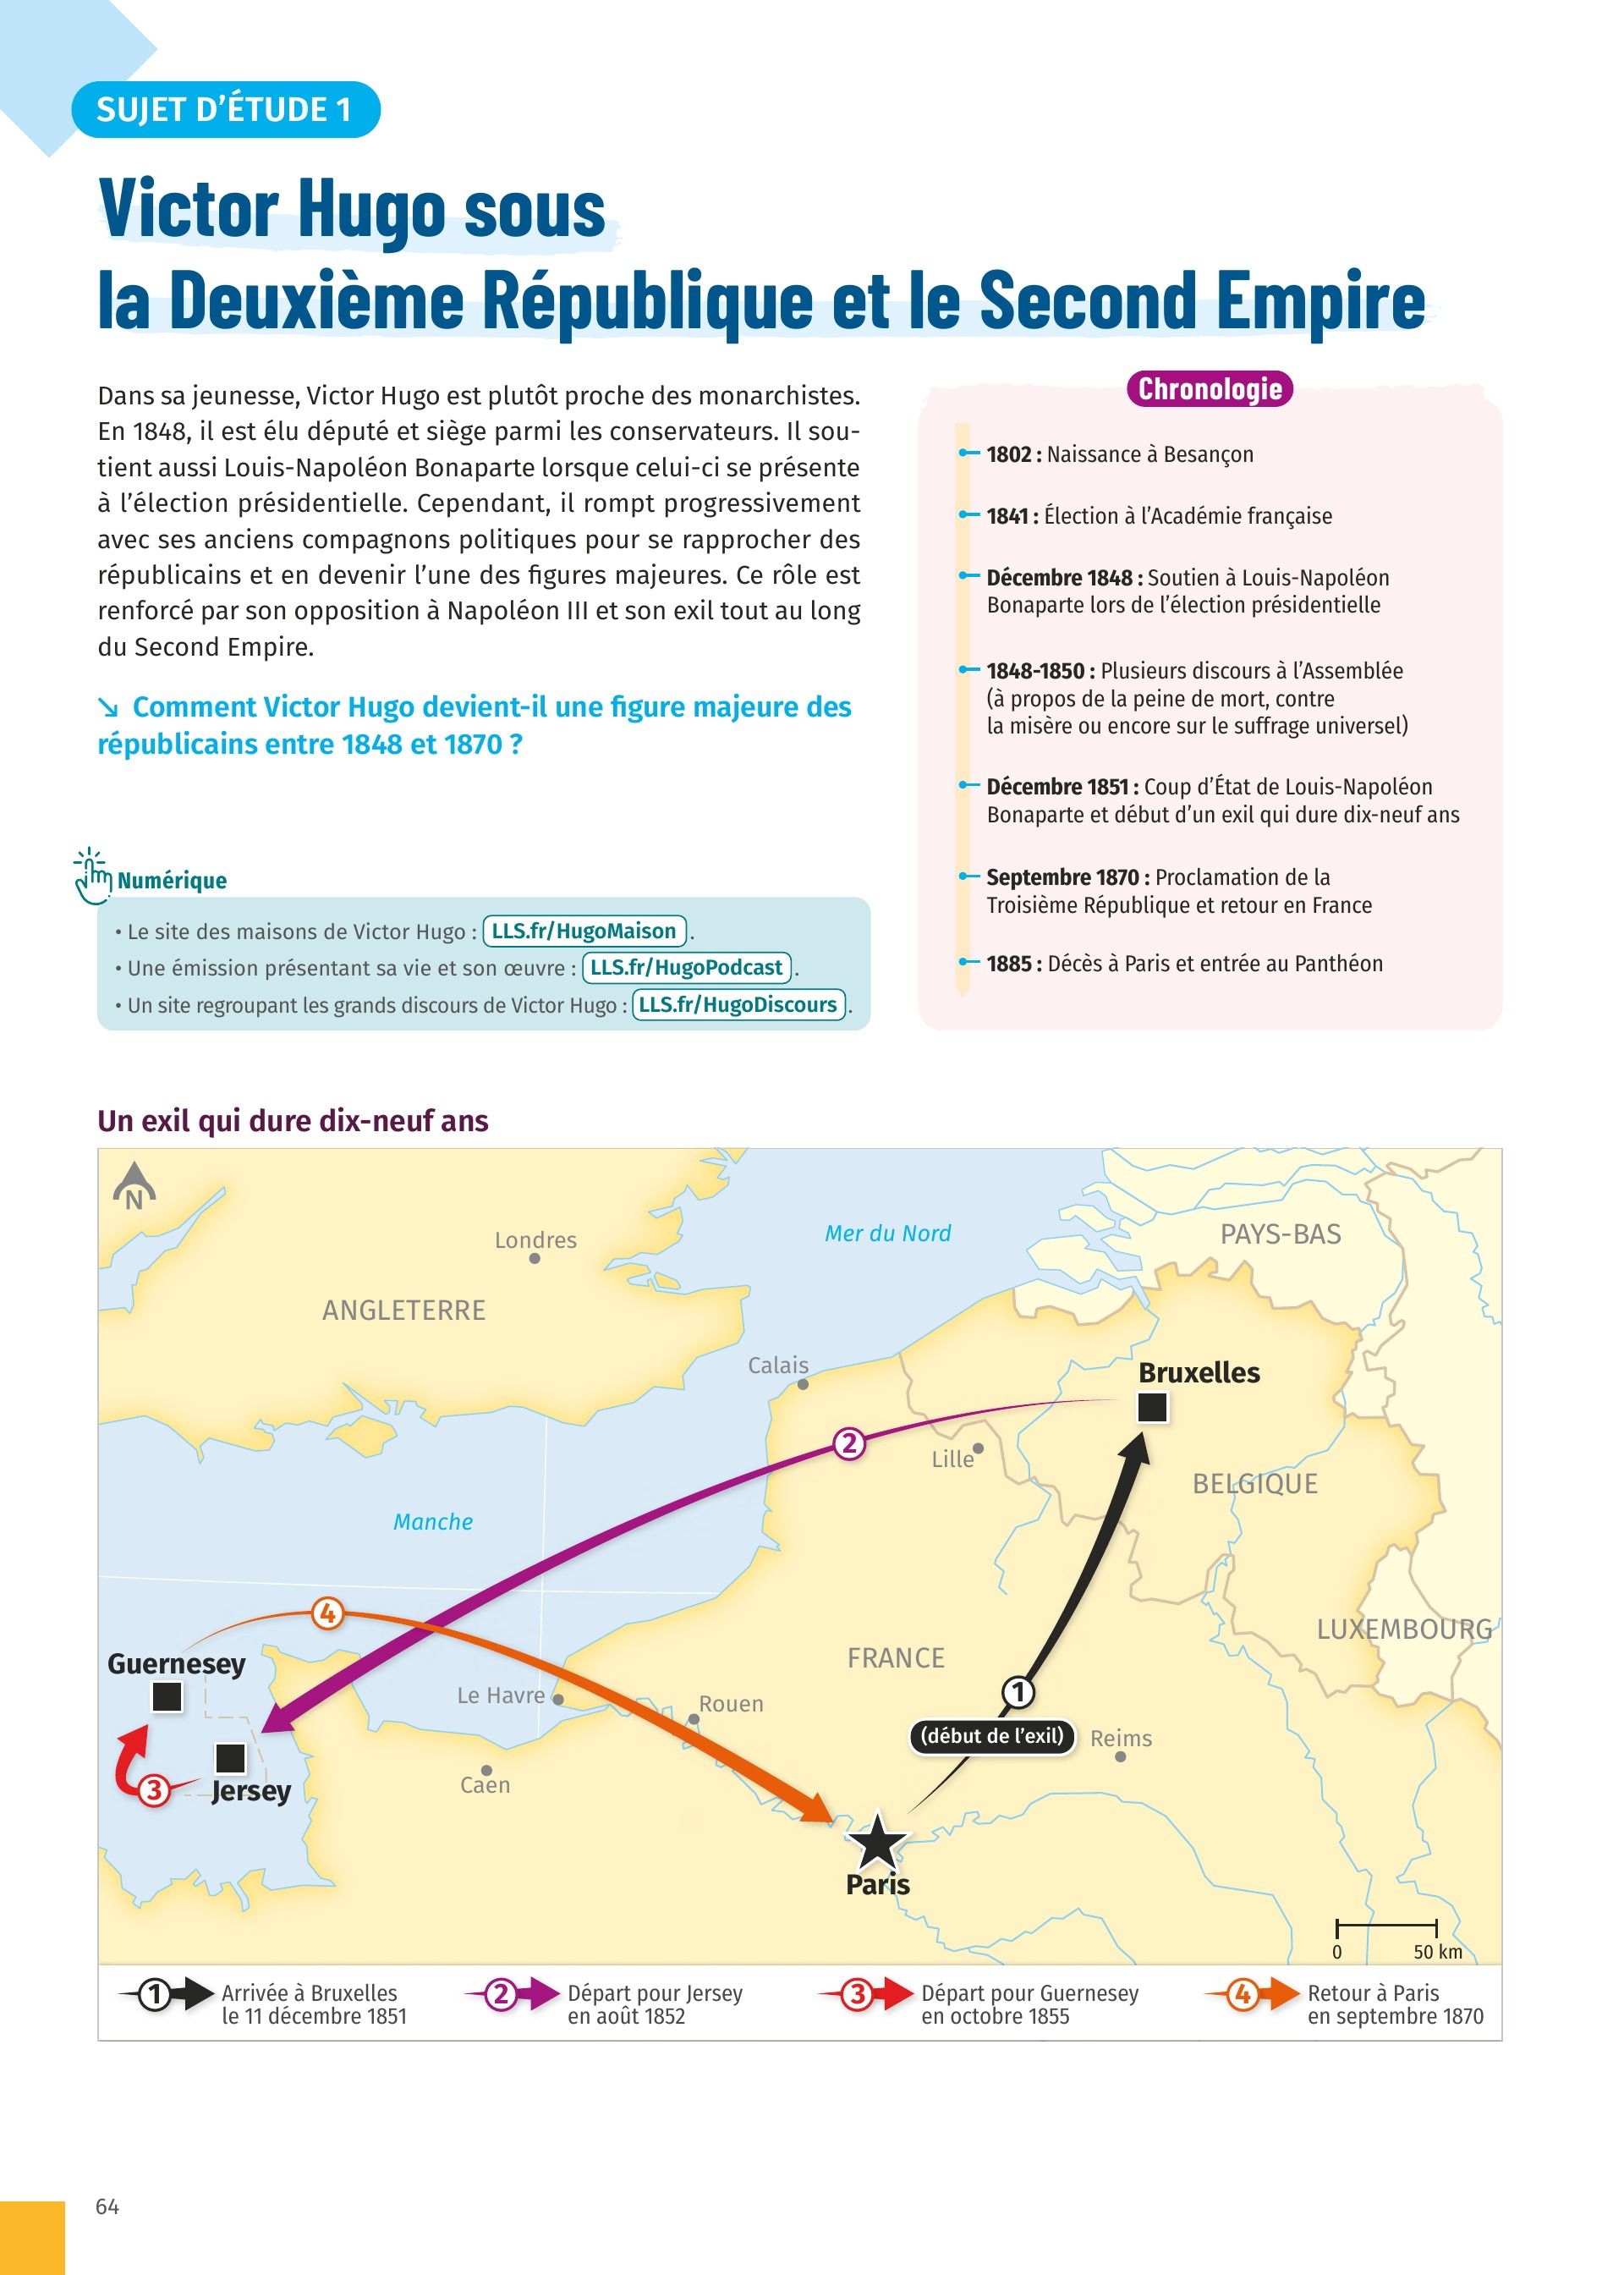 SUJET D'ÉTUDE 1
Victor Hugo sous
la Deuxième République et le Second Empire
Dans sa jeunesse, Victor Hugo est plutôt proche des monarchistes.
En 1848, il est élu député et siège parmi les conservateurs. Il sou-
tient aussi Louis-Napoléon Bonaparte lorsque celui-ci se présente
à l'élection présidentielle. Cependant, il rompt progressivement
avec ses anciens compagnons politiques pour se rapprocher des
républicains et en devenir l'une des figures majeures. Ce rôle est
renforcé par son opposition à Napoléon III et son exil tout au long
du Second Empire.
↘ Comment Victor Hugo devient-il une figure majeure des
républicains entre 1848 et 1870 ?
Numérique
• Le site des maisons de Victor Hugo : LLS.fr/HugoMaison .
• Une émission présentant sa vie et son œuvre : LLS.fr/HugoPodcast .
• Un site regroupant les grands discours de Victor Hugo : LLS.fr/HugoDiscours .
Chronologie
1802 : Naissance à Besançon
1841 : Élection à l'Académie française
Décembre 1848 : Soutien à Louis-Napoléon
Bonaparte lors de l'élection présidentielle
1848-1850 : Plusieurs discours à l'Assemblée
(à propos de la peine de mort, contre
la misère ou encore sur le suffrage universel)
Décembre 1851 : Coup d'État de Louis-Napoléon
Bonaparte et début d'un exil qui dure dix-neuf ans
Septembre 1870 : Proclamation de la
Troisième République et retour en France
1885 : Décès à Paris et entrée au Panthéon
Un exil qui dure dix-neuf ans
N
Londres
Mer du Nord
PAYS-BAS
ANGLETERRE
Calais
Bruxelles
2
Lille
BELGIQUE
Manche
4
LUXEMBOURG
FRANCE
Guernesey
1
Le Havre
Rouen
(début de l'exil)
Reims
3
Jersey
Caen
Paris
0 50 km
1 Arrivée à Bruxelles
le 11 décembre 1851
2 Départ pour Jersey
en août 1852
3 Départ pour Guernesey
en octobre 1855
4 Retour à Paris
en septembre 1870
64